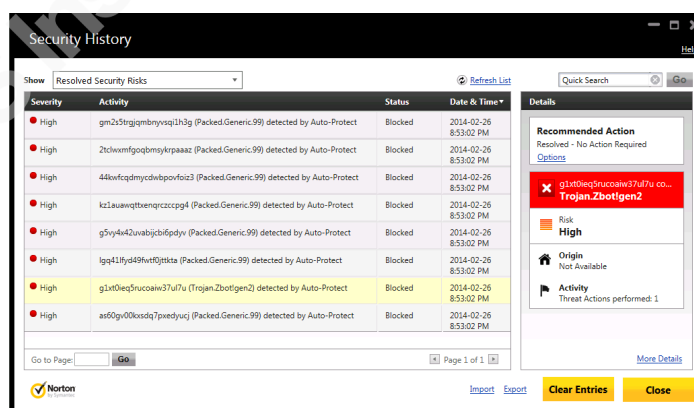 Security History
Help
Show Resolved Security Risks
Refresh List
Quick Search Go
Severity Activity Status Date & Time
High gm2s5trgjqmbnyvsqi1h3g (Packed.Generic.99) detected by Auto-Protect Blocked 2014-02-26
8:53:02 PM
High 2tclwxmfgoqbmsykrpaaaz (Packed.Generic.99) detected by Auto-Protect Blocked 2014-02-26
8:53:02 PM
High 44kwfcqdmycdwbpovfoiz3 (Packed.Generic.99) detected by Auto-Protect Blocked 2014-02-26
8:53:02 PM
High kz1auawqttxenqrczccpg4 (Packed.Generic.99) detected by Auto-Protect Blocked 2014-02-26
8:53:02 PM
High g5vy4x42uvabijcbi6pdyv (Packed.Generic.99) detected by Auto-Protect Blocked 2014-02-26
8:53:02 PM
High lgq41lfyd49fwtf0jttkta (Packed.Generic.99) detected by Auto-Protect Blocked 2014-02-26
8:53:02 PM
High g1xt0ieq5rucoaiw37ul7u (Trojan.Zbot!gen2) detected by Auto-Protect Blocked 2014-02-26
8:53:02 PM
High as60gv00kxsdq7pxedyucj (Packed.Generic.99) detected by Auto-Protect Blocked 2014-02-26
8:53:02 PM
Go to Page: Go
Page 1 of 1
Details
Recommended Action
Resolved - No Action Required
Options
g1xt0ieq5rucoaiw37ul7u co...
Trojan.Zbot!gen2
Risk
High
Origin
Not Available
Activity
Threat Actions performed: 1
More Details
Norton
by Symantec
Import Export Clear Entries Close